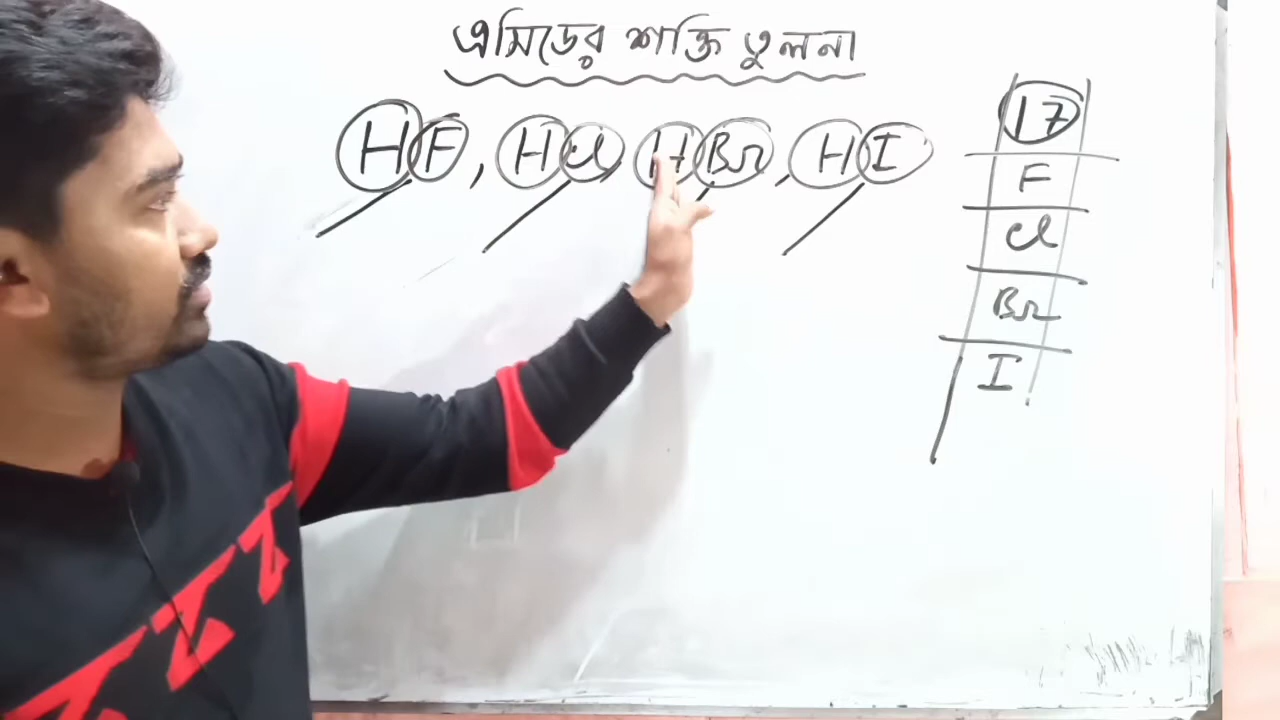 এসিডের শক্তি তুলনা
HF, HCl, HBr, HI
17
F
Cl
Br
I